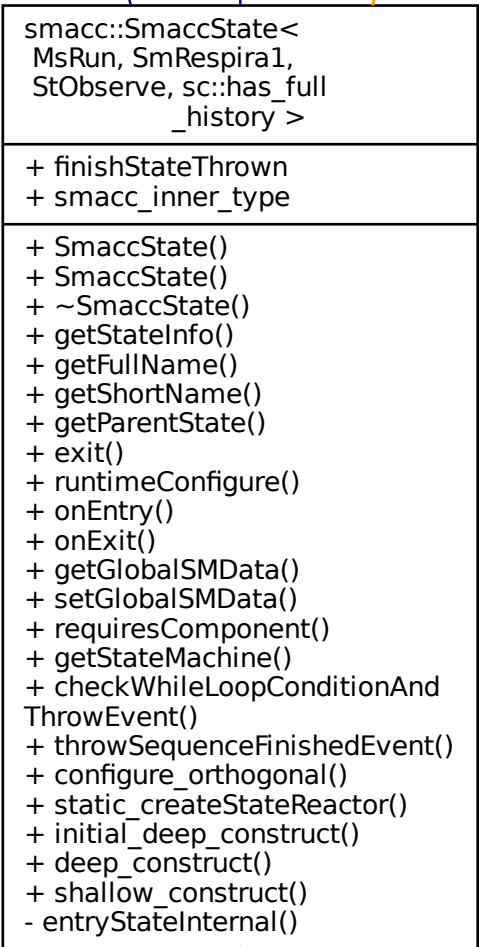 smacc::SmaccState<
MsRun, SmRespira1,
StObserve, sc::has_full
_history >
+ finishStateThrown
+ smacc_inner_type
+ SmaccState()
+ SmaccState()
+ ~SmaccState()
+ getStateInfo()
+ getFullName()
+ getShortName()
+ getParentState()
+ exit()
+ runtimeConfigure()
+ onEntry()
+ onExit()
+ getGlobalSMData()
+ setGlobalSMData()
+ requiresComponent()
+ getStateMachine()
+ checkWhileLoopConditionAnd
ThrowEvent()
+ throwSequenceFinishedEvent()
+ configure_orthogonal()
+ static_createStateReactor()
+ initial_deep_construct()
+ deep_construct()
+ shallow_construct()
- entryStateInternal()